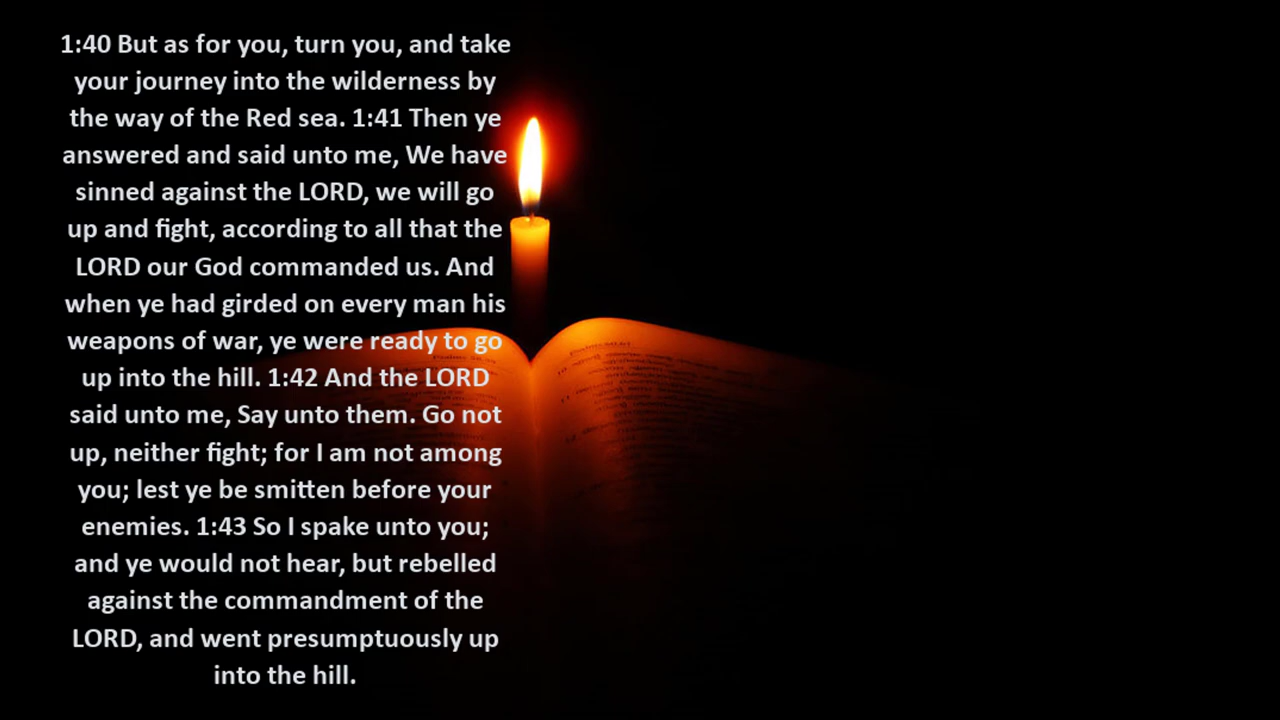 1:40 But as for you, turn you, and take
your journey into the wilderness by
the way of the Red sea. 1:41 Then ye
answered and said unto me, We have
sinned against the LORD, we will go
up and fight, according to all that the
LORD our God commanded us. And
when ye had girded on every man his
weapons of war, ye were ready to go
up into the hill. 1:42 And the LORD
said unto me, Say unto them. Go not
up, neither fight; for I am not among
you; lest ye be smitten before your
enemies. 1:43 So I spake unto you;
and ye would not hear, but rebelled
against the commandment of the
LORD, and went presumptuously up
into the hill.